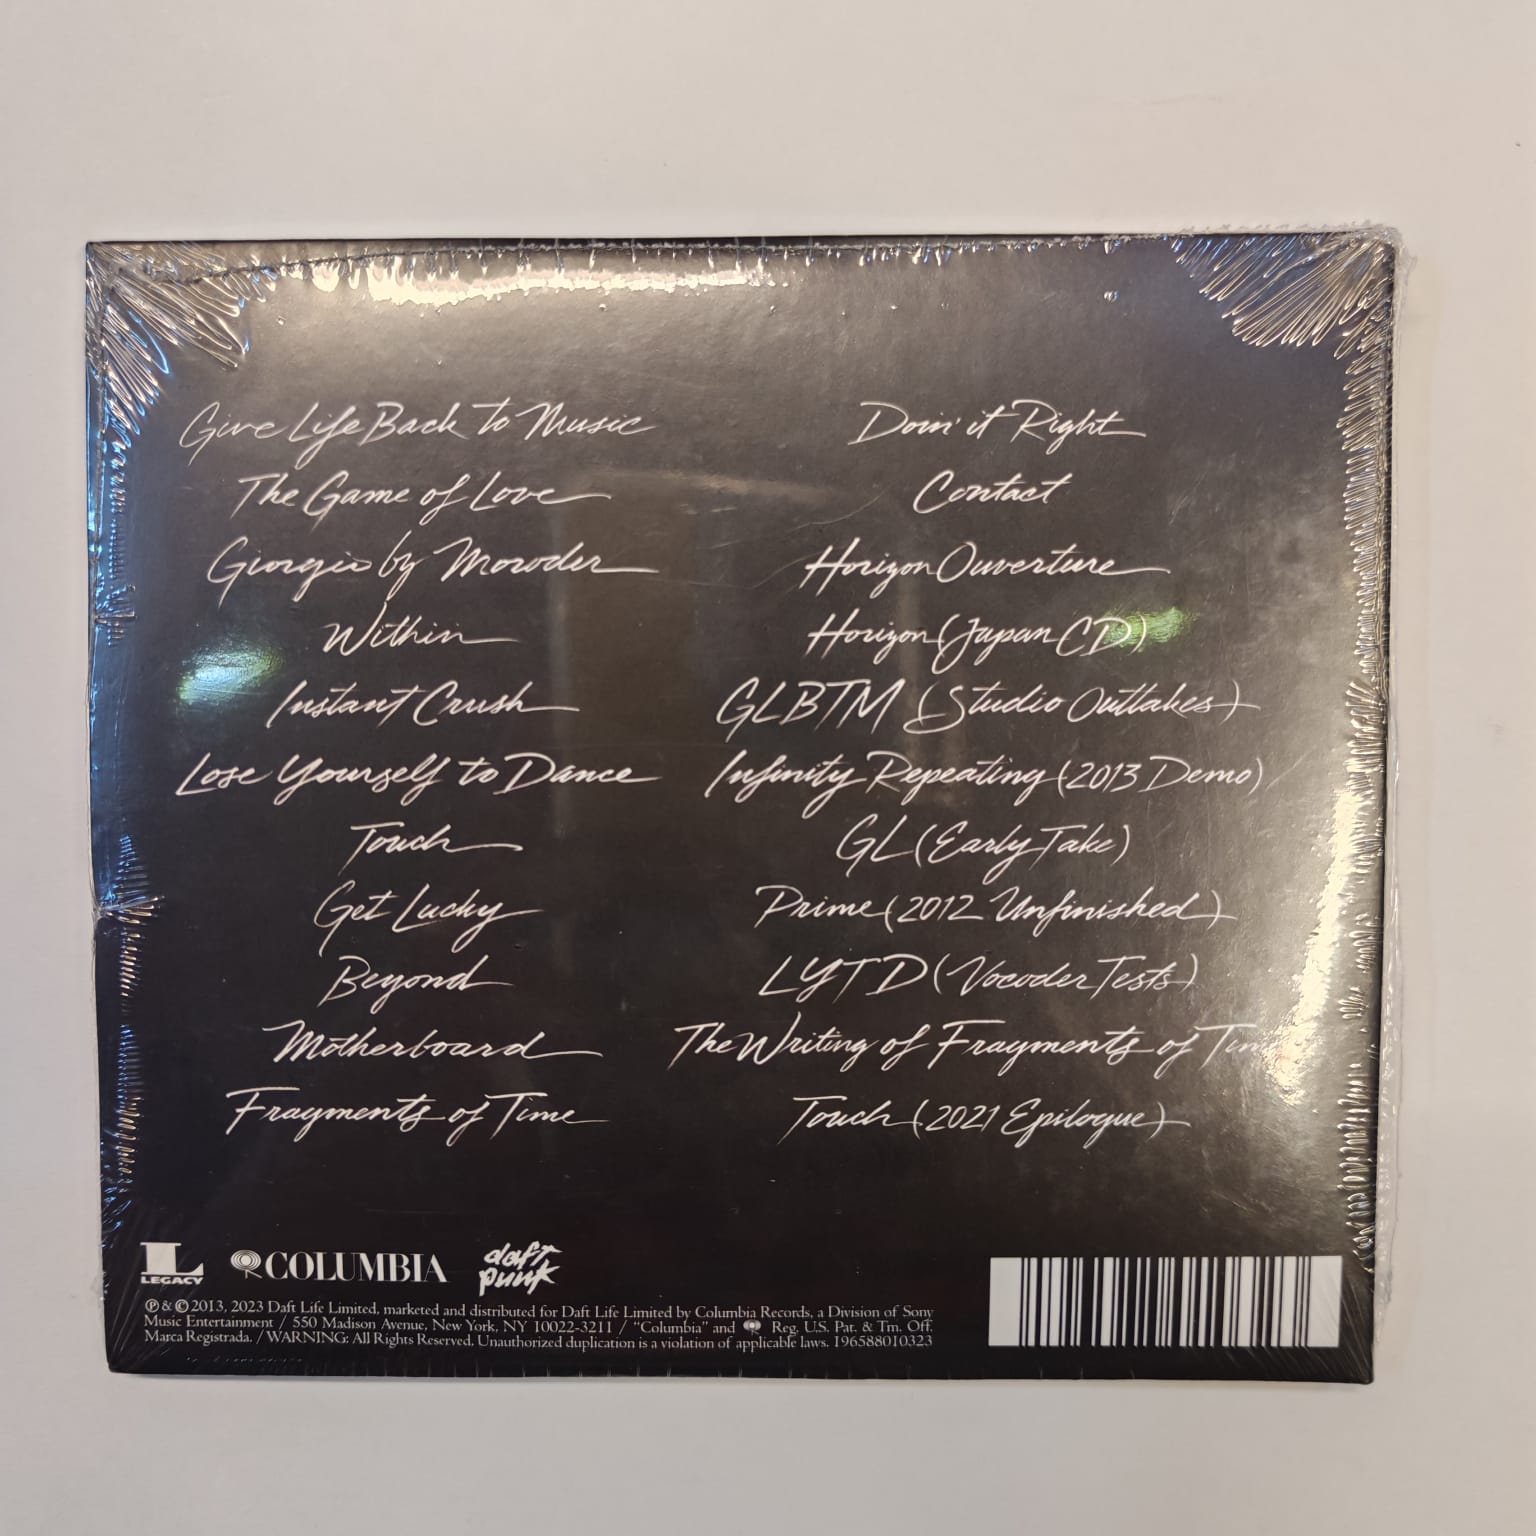 Give Life Back to Music
The Game of Love
Giorgio by Moroder
Within
Instant Crush
Lose Yourself to Dance
Touch
Get Lucky
Beyond
Motherboard
Fragments of Time
Doin' it Right
Contact
Horizon Ouverture
Horizon (Japan CD)
GLBTM (Studio Outtakes)
Infinity Repeating (2013 Demo)
GL (Early Take)
Prime (2012 Unfinished)
LYTD (Vocoder Tests)
The Writing of Fragments of Time
Touch (2021 Epilogue)
L
LEGACY
COLUMBIA
daft
punk
℗ & © 2013, 2023 Daft Life Limited, marketed and distributed for Daft Life Limited by Columbia Records, a Division of Sony
Music Entertainment / 550 Madison Avenue, New York, NY 10022-3211 / “Columbia” and Reg. U.S. Pat. & Tm. Off.
Marca Registrada. / WARNING: All Rights Reserved. Unauthorized duplication is a violation of applicable laws. 196588010323